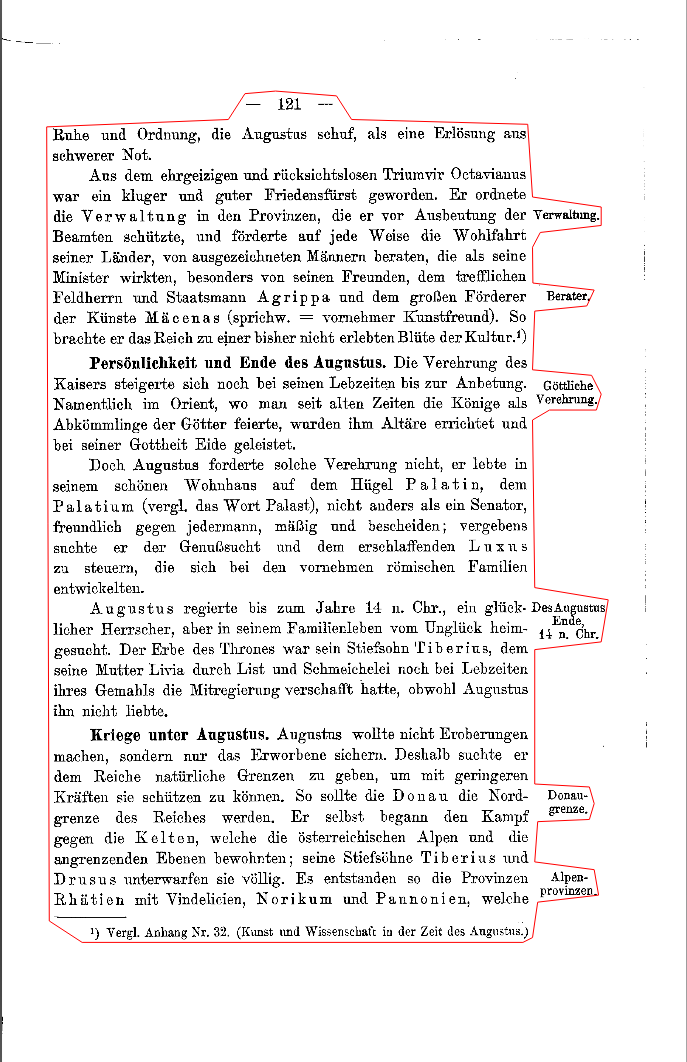 — 121 —
Ruhe und Ordnung, die Augustus schuf, als eine Erlösung aus
schwerer Not.
Aus dem ehrgeizigen und rücksichtslosen Triumvir Octavianus
war ein kluger und guter Friedensfürst geworden. Er ordnete
die Verwaltung in den Provinzen, die er vor Ausbeutung der
Verwaltung.
Beamten schützte, und förderte auf jede Weise die Wohlfahrt
seiner Länder, von ausgezeichneten Männern beraten, die als seine
Minister wirkten, besonders von seinen Freunden, dem trefflichen
Feldherrn und Staatsmann Agrippa und dem großen Förderer
Berater.
der Künste Mäcenas (sprichw. = vornehmer Kunstfreund). So
brachte er das Reich zu einer bisher nicht erlebten Blüte der Kultur.¹)
Persönlichkeit und Ende des Augustus. Die Verehrung des
Kaisers steigerte sich noch bei seinen Lebzeiten bis zur Anbetung.
Göttliche
Namentlich im Orient, wo man seit alten Zeiten die Könige als
Verehrung.
Abkömmlinge der Götter feierte, wurden ihm Altäre errichtet und
bei seiner Gottheit Eide geleistet.
Doch Augustus forderte solche Verehrung nicht, er lebte in
seinem schönen Wohnhaus auf dem Hügel Palatin, dem
Palatium (vergl. das Wort Palast), nicht anders als ein Senator,
freundlich gegen jedermann, mäßig und bescheiden; vergebens
suchte er der Genußsucht und dem erschlaffenden Luxus
zu steuern, die sich bei den vornehmen römischen Familien
entwickelten.
Augustus regierte bis zum Jahre 14 n. Chr., ein glück-
Des Augustus
licher Herrscher, aber in seinem Familienleben vom Unglück heim-
Ende,
14 n. Chr.
gesucht. Der Erbe des Thrones war sein Stiefsohn Tiberius, dem
seine Mutter Livia durch List und Schmeichelei noch bei Lebzeiten
ihres Gemahls die Mitregierung verschafft hatte, obwohl Augustus
ihn nicht liebte.
Kriege unter Augustus. Augustus wollte nicht Eroberungen
machen, sondern nur das Erworbene sichern. Deshalb suchte er
dem Reiche natürliche Grenzen zu geben, um mit geringeren
Kräften sie schützen zu können. So sollte die Donau die Nord-
Donau-
grenze des Reiches werden. Er selbst begann den Kampf
grenze.
gegen die Kelten, welche die österreichischen Alpen und die
angrenzenden Ebenen bewohnten; seine Stiefsöhne Tiberius und
Drusus unterwarfen sie völlig. Es entstanden so die Provinzen
Alpen-
provinzen.
Rhätien mit Vindelicien, Norikum und Pannonien, welche
¹) Vergl. Anhang Nr. 32. (Kunst und Wissenschaft in der Zeit des Augustus.)